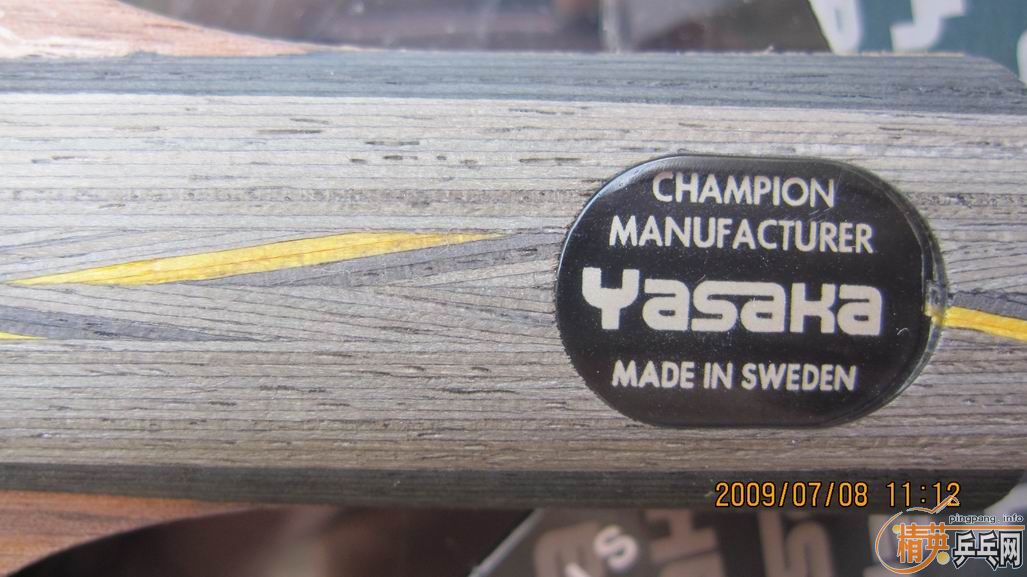 CHAMPION
MANUFACTURER
Yasaka
MADE IN SWEDEN
2009/07/08 11:12
pingpang.info
精英乒乓网